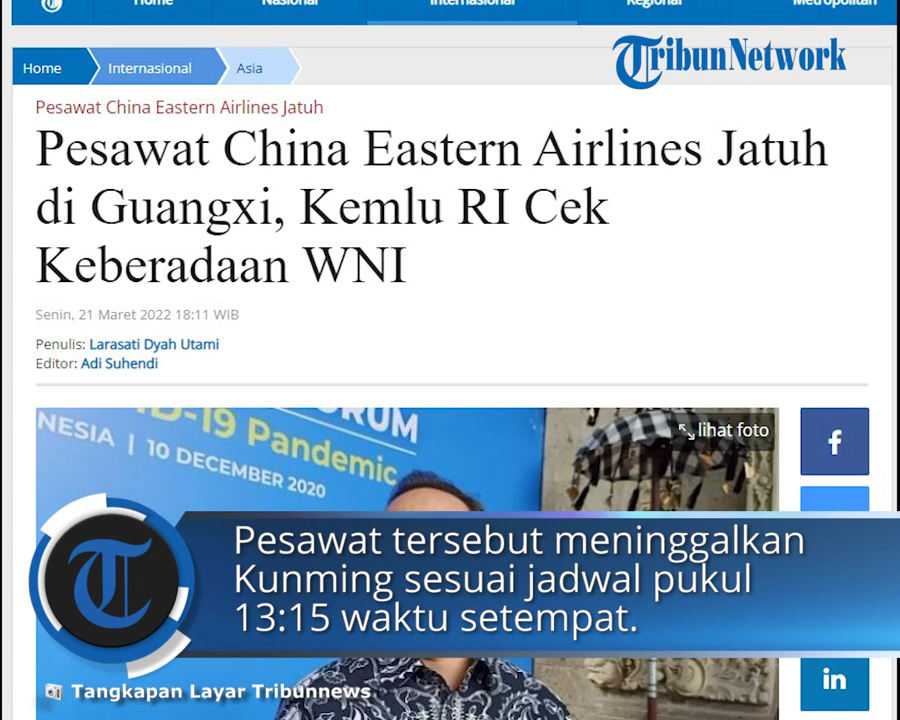 Home Nasional Internasional Regional Metropolitan
TribunNetwork
Home Internasional Asia
Pesawat China Eastern Airlines Jatuh
Pesawat China Eastern Airlines Jatuh
di Guangxi, Kemlu RI Cek
Keberadaan WNI
Senin, 21 Maret 2022 18:11 WIB
Penulis: Larasati Dyah Utami
Editor: Adi Suhendi
D-19 Pandemic
NESIA | 10 DECEMBER 2020
lihat foto
f
Pesawat tersebut meninggalkan
Kunming sesuai jadwal pukul
13:15 waktu setempat.
T
in
Tangkapan Layar Tribunnews